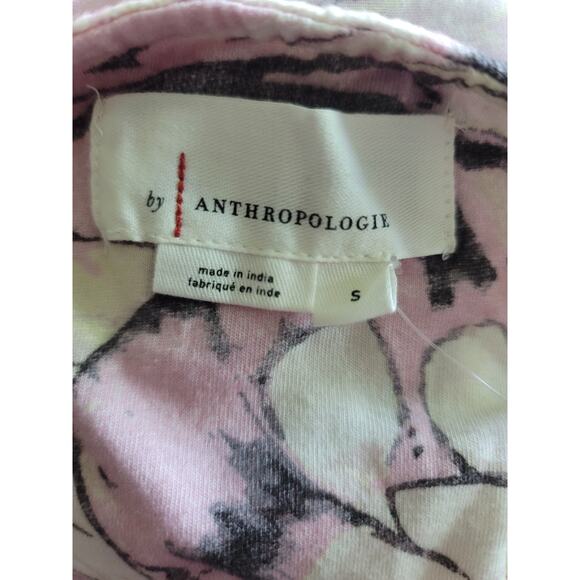 by ANTHROPOLOGIE
made in india
fabriqué en inde
S